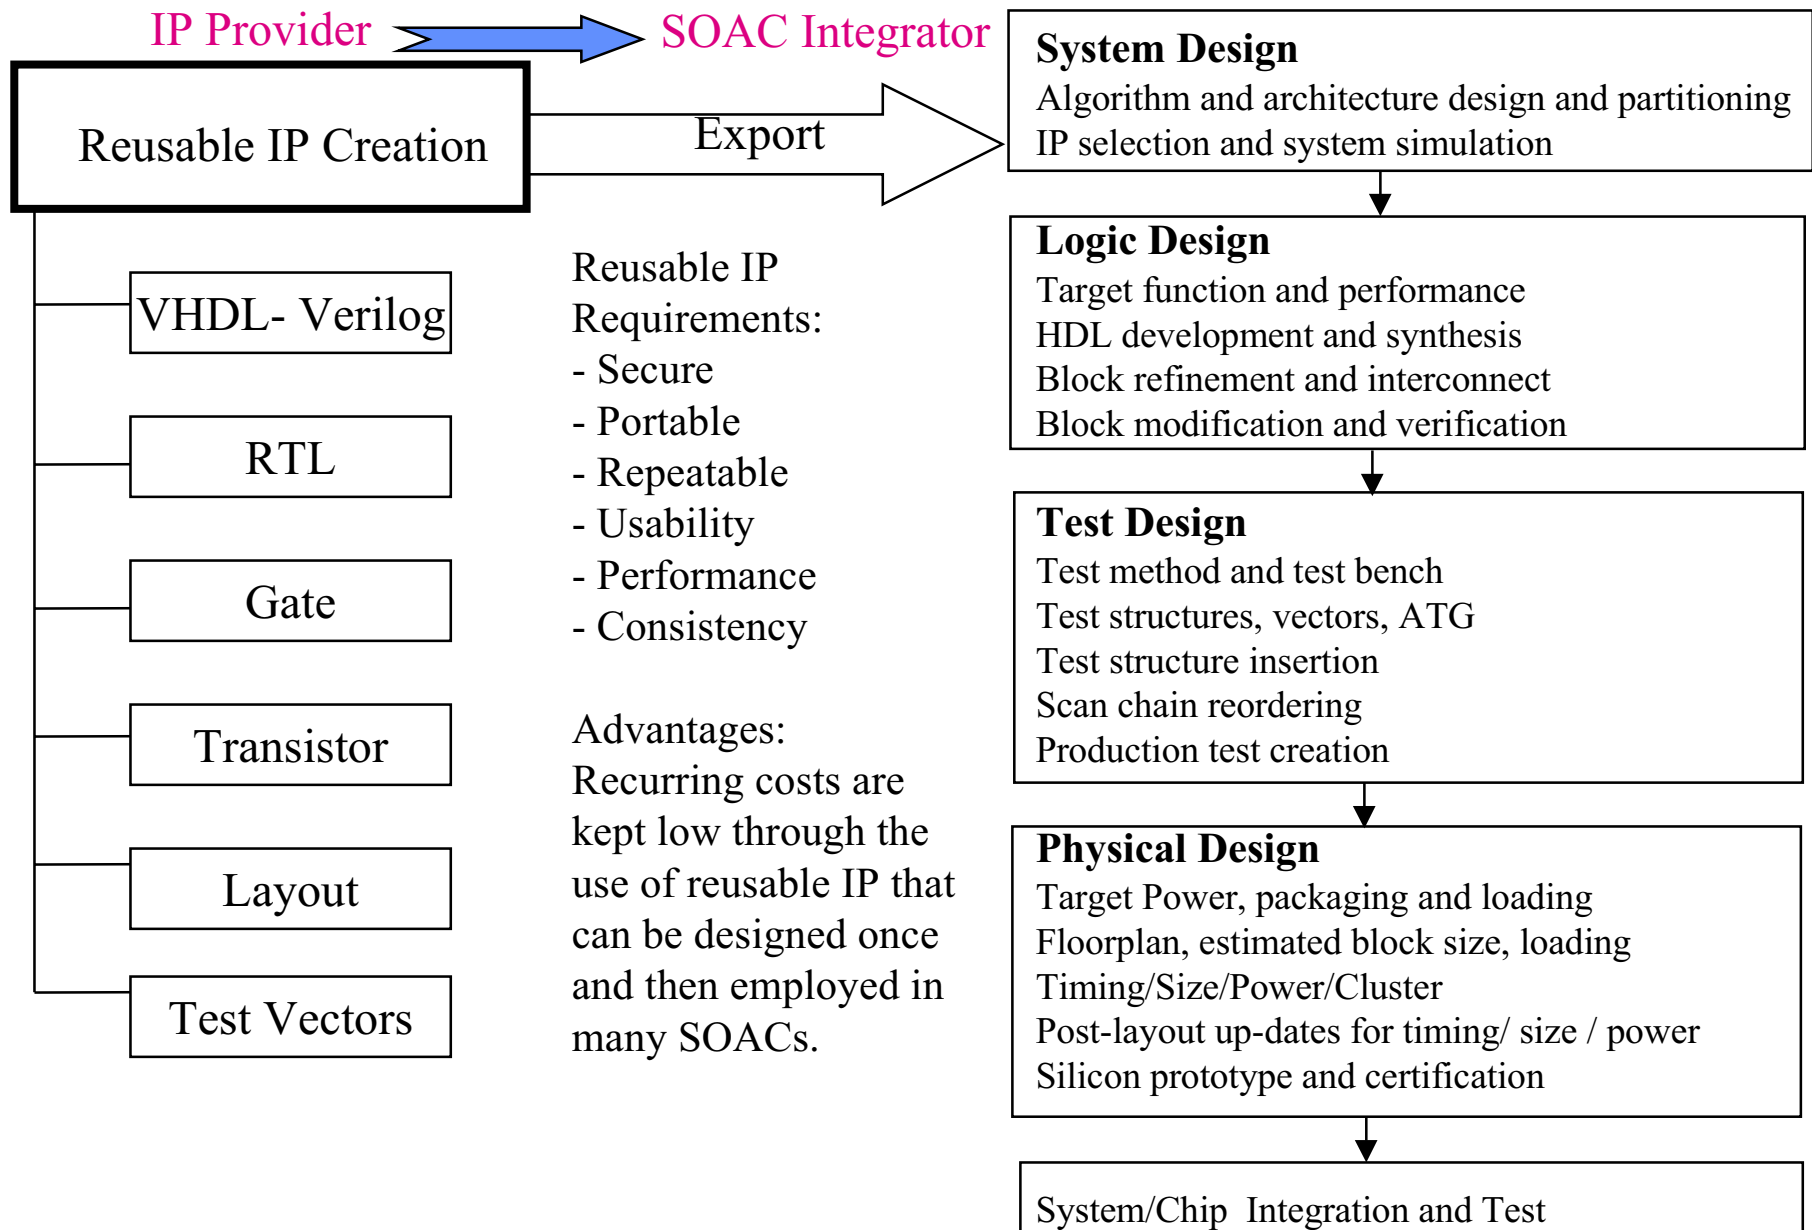 IP Provider
SOAC Integrator
Reusable IP Creation
Export
VHDL- Verilog
RTL
Gate
Transistor
Layout
Test Vectors
Reusable IP
Requirements:
- Secure
- Portable
- Repeatable
- Usability
- Performance
- Consistency
Advantages:
Recurring costs are
kept low through the
use of reusable IP that
can be designed once
and then employed in
many SOACs.
System Design
Algorithm and architecture design and partitioning
IP selection and system simulation
Logic Design
Target function and performance
HDL development and synthesis
Block refinement and interconnect
Block modification and verification
Test Design
Test method and test bench
Test structures, vectors, ATG
Test structure insertion
Scan chain reordering
Production test creation
Physical Design
Target Power, packaging and loading
Floorplan, estimated block size, loading
Timing/Size/Power/Cluster
Post-layout up-dates for timing/ size / power
Silicon prototype and certification
System/Chip  Integration and Test